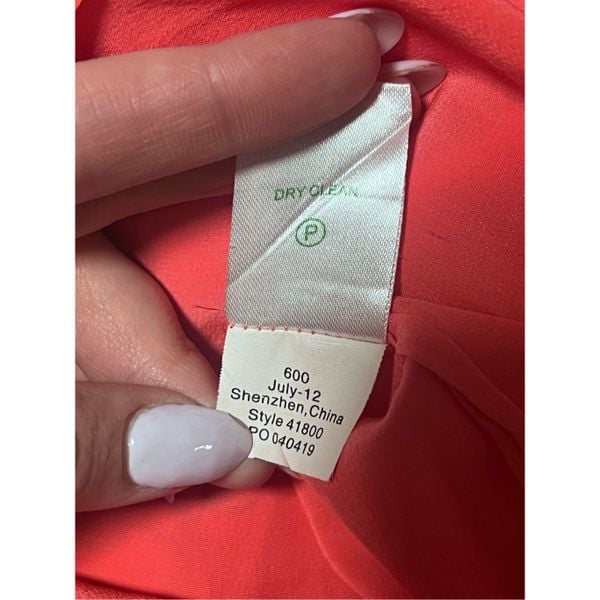 DRY CLEAN
P
600
July-12
Shenzhen,China
Style 41800
PO 040419